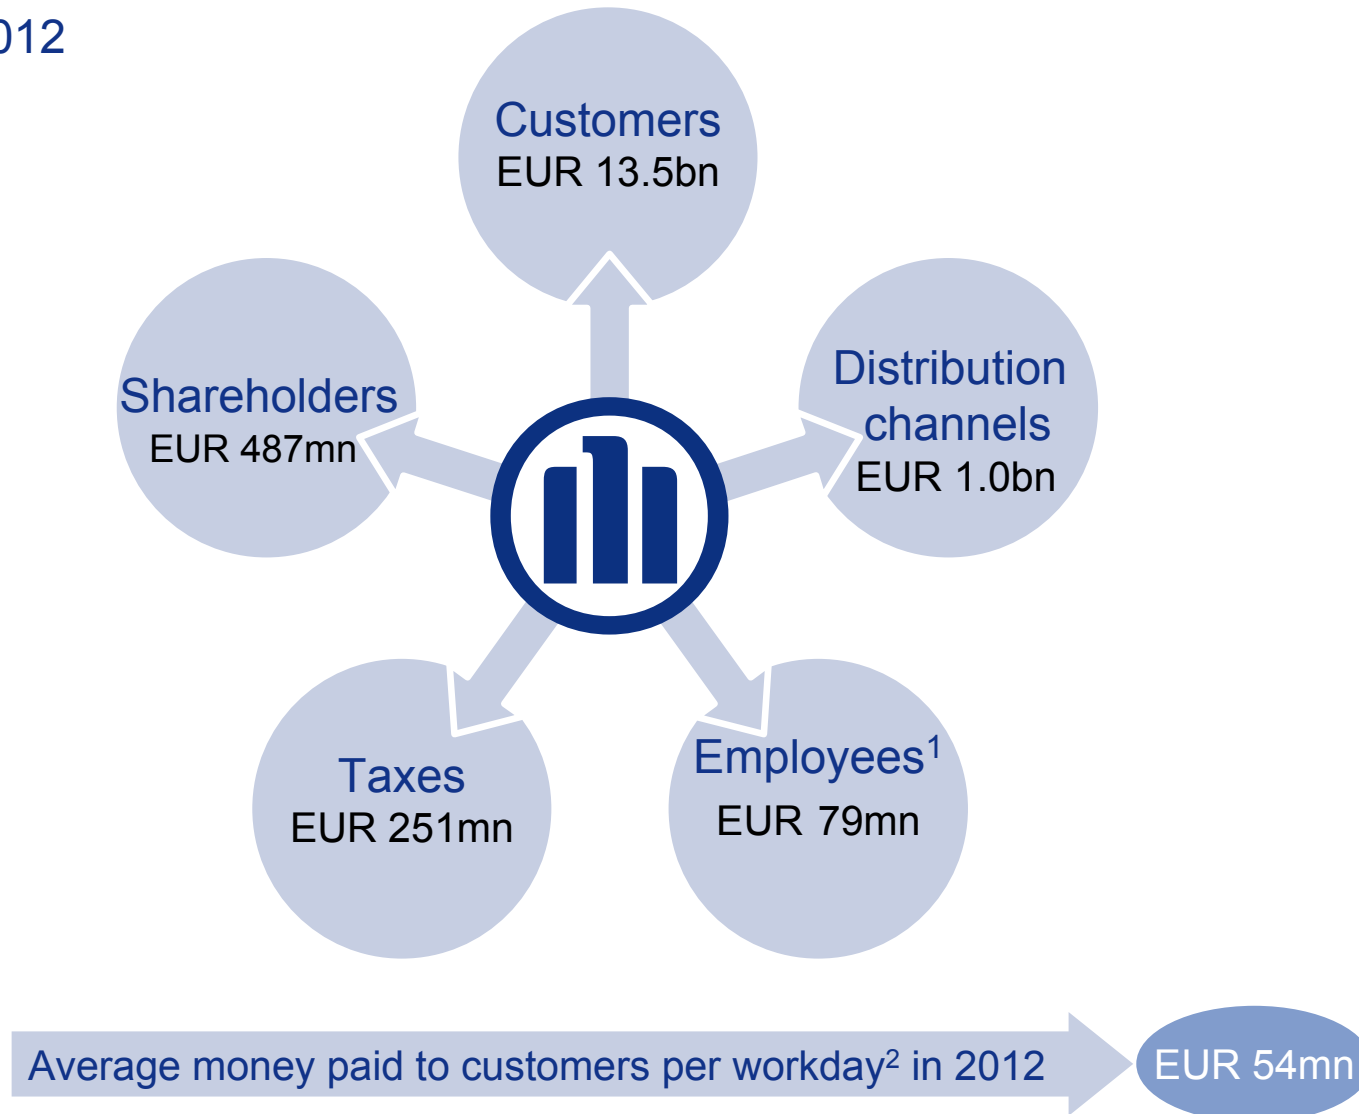 012
Customers
EUR 13.5bn
Shareholders
EUR 487mn
Distribution
channels
EUR 1.0bn
Taxes
EUR 251mn
Employees¹
EUR 79mn
Average money paid to customers per workday² in 2012
EUR 54mn